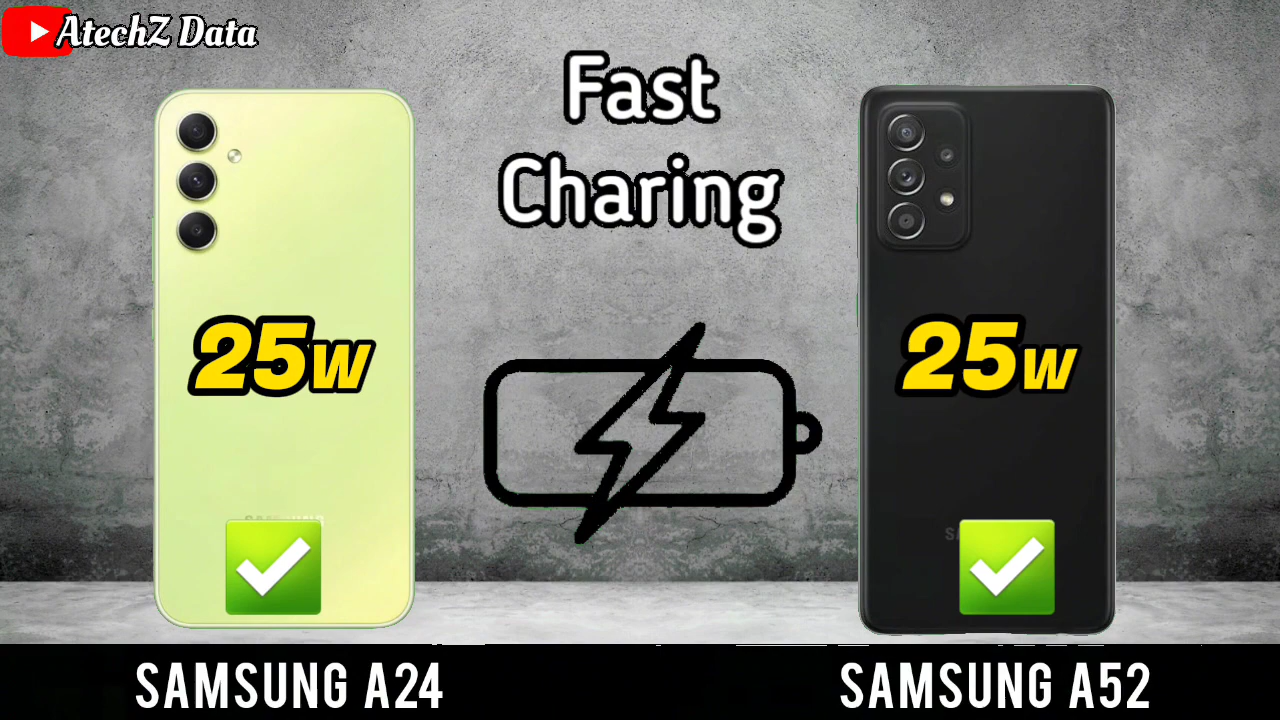 AtechZ Data
Fast
Charing
25W
25W
SAMSUNG A24
SAMSUNG A52